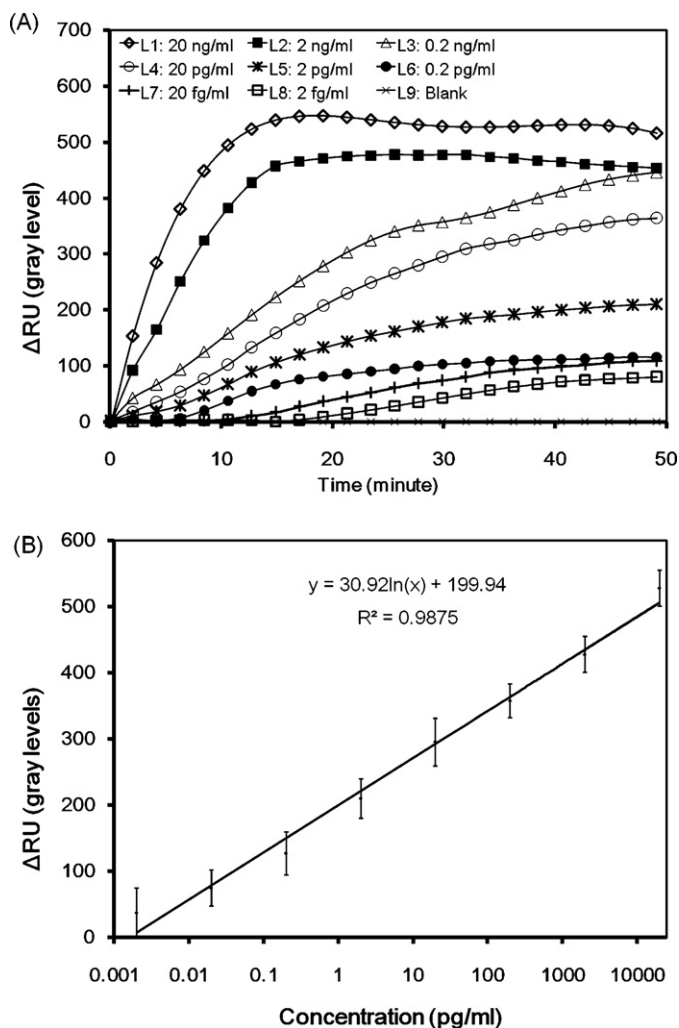 (A)
700
600
500
400
300
200
100
0
ΔRU (gray level)
L1: 20 ng/ml L2: 2 ng/ml L3: 0.2 ng/ml
L4: 20 pg/ml L5: 2 pg/ml L6: 0.2 pg/ml
L7: 20 fg/ml L8: 2 fg/ml L9: Blank
0 10 20 30 40 50
Time (minute)
(B)
600
500
400
300
200
100
0
ΔRU (gray levels)
y = 30.92ln(x) + 199.94
R² = 0.9875
0.001 0.01 0.1 1 10 100 1000 10000
Concentration (pg/ml)